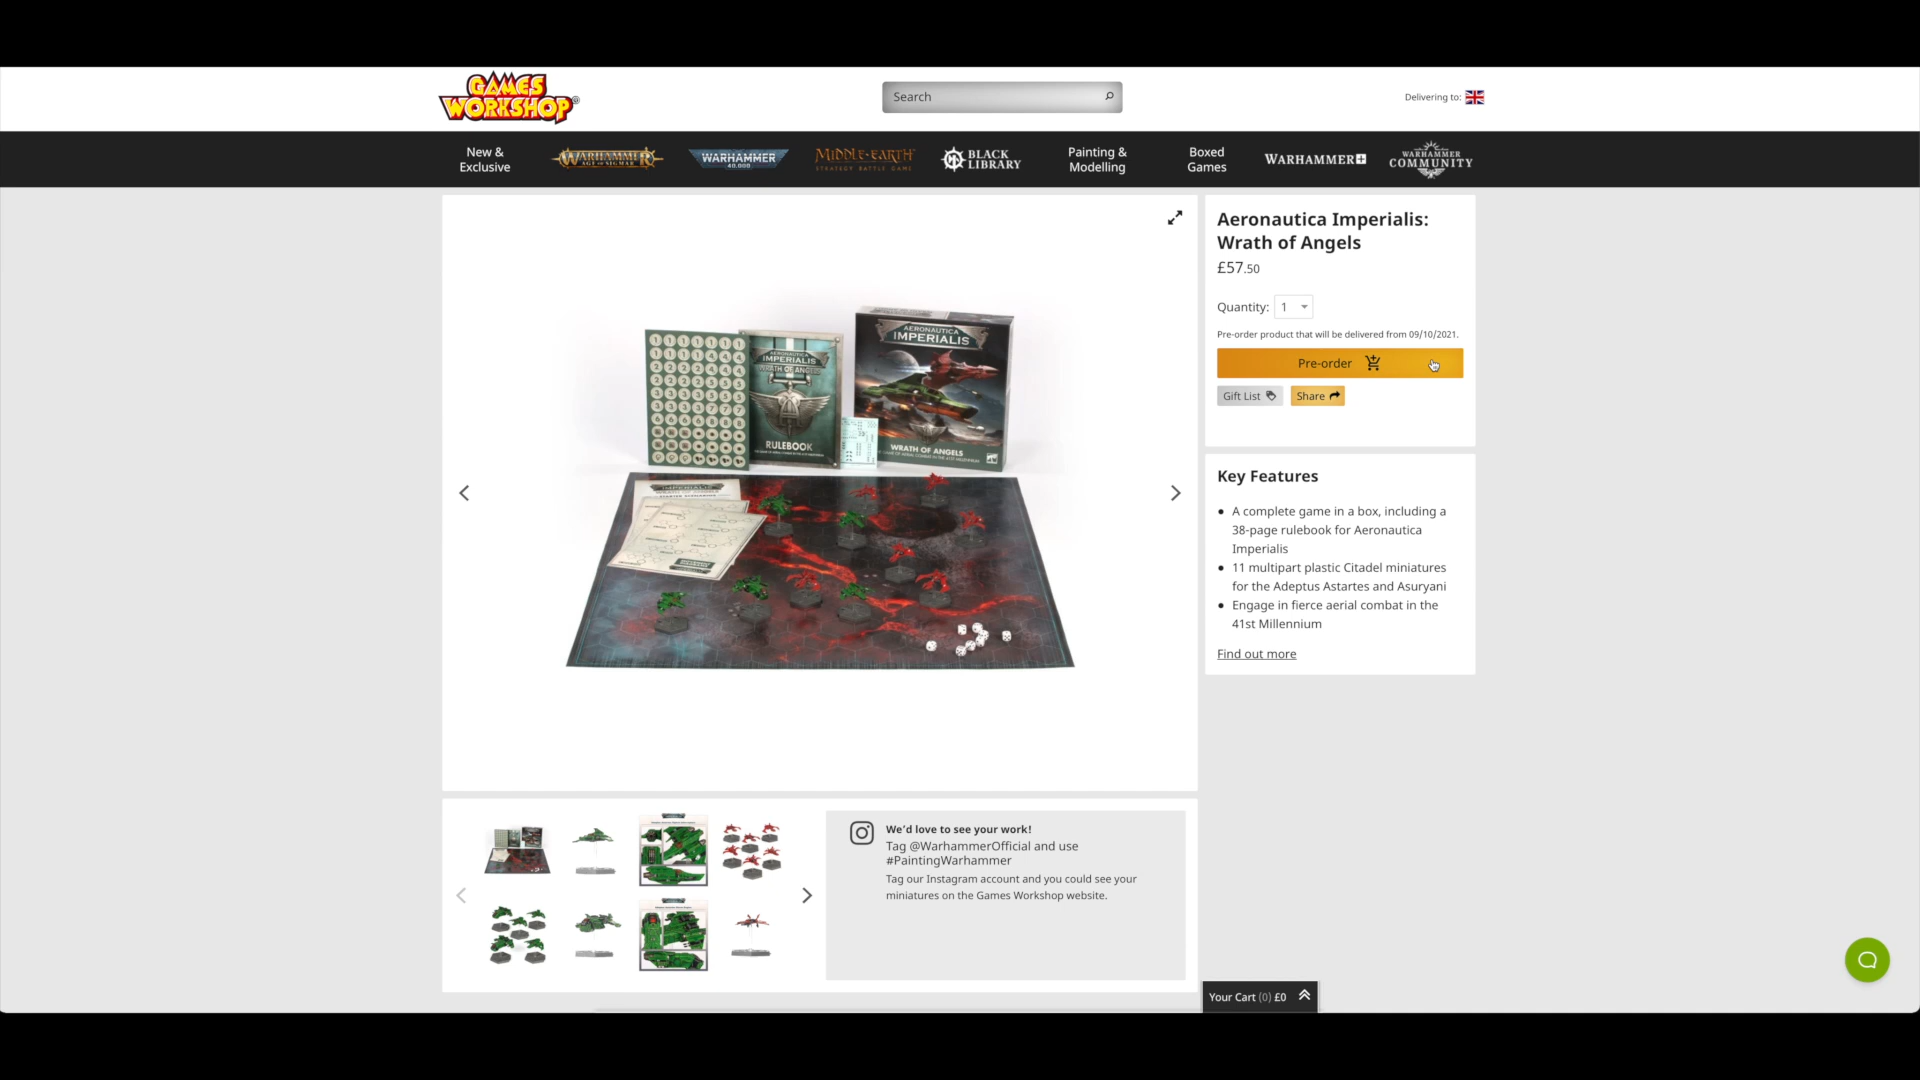 GAMES
WORKSHOP®
Search
Delivering to:
New &
Exclusive
WARHAMMER
AGE OF SIGMAR
WARHAMMER
40,000
MIDDLE-EARTH
STRATEGY BATTLE GAME
BLACK
LIBRARY
Painting &
Modelling
Boxed
Games
WARHAMMER+
WARHAMMER
COMMUNITY
AERONAUTICA
IMPERIALIS
WRATH OF ANGELS
RULEBOOK
AERONAUTICA
IMPERIALIS
WRATH OF ANGELS
Aeronautica Imperialis:
Wrath of Angels
£57.50
Quantity: 1
Pre-order product that will be delivered from 09/10/2021.
Pre-order
Gift List
Share
Key Features
● A complete game in a box, including a
38-page rulebook for Aeronautica
Imperialis
● 11 multipart plastic Citadel miniatures
for the Adeptus Astartes and Asuryani
● Engage in fierce aerial combat in the
41st Millennium
Find out more
We'd love to see your work!
Tag @WarhammerOfficial and use
#PaintingWarhammer
Tag our Instagram account and you could see your
miniatures on the Games Workshop website.
Your Cart (0) £0